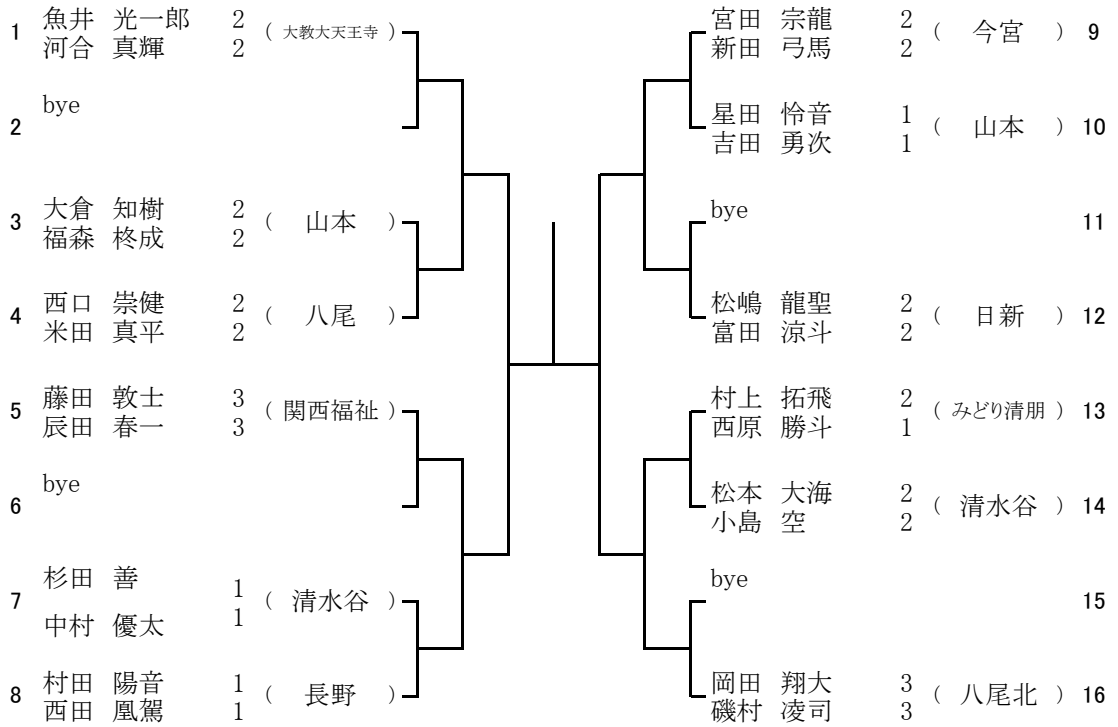 1 魚井 光一郎 2 ( 大教大天王寺 )
河合 真輝 2
2 bye
3 大倉 知樹 2 ( 山本 )
福森 柊成 2
4 西口 崇健 2 ( 八尾 )
米田 真平 2
5 藤田 敦士 3 ( 関西福祉 )
辰田 春一 3
6 bye
7 杉田 善 1 ( 清水谷 )
中村 優太 1
8 村田 陽音 1 ( 長野 )
西田 凰駕 1
宮田 宗龍 2 ( 今宮 ) 9
新田 弓馬 2
星田 怜音 1 ( 山本 ) 10
吉田 勇次 1
bye 11
松嶋 龍聖 2 ( 日新 ) 12
富田 涼斗 2
村上 拓飛 2 ( みどり清朋 ) 13
西原 勝斗 1
松本 大海 2 ( 清水谷 ) 14
小島 空 2
bye 15
岡田 翔大 3 ( 八尾北 ) 16
磯村 凌司 3